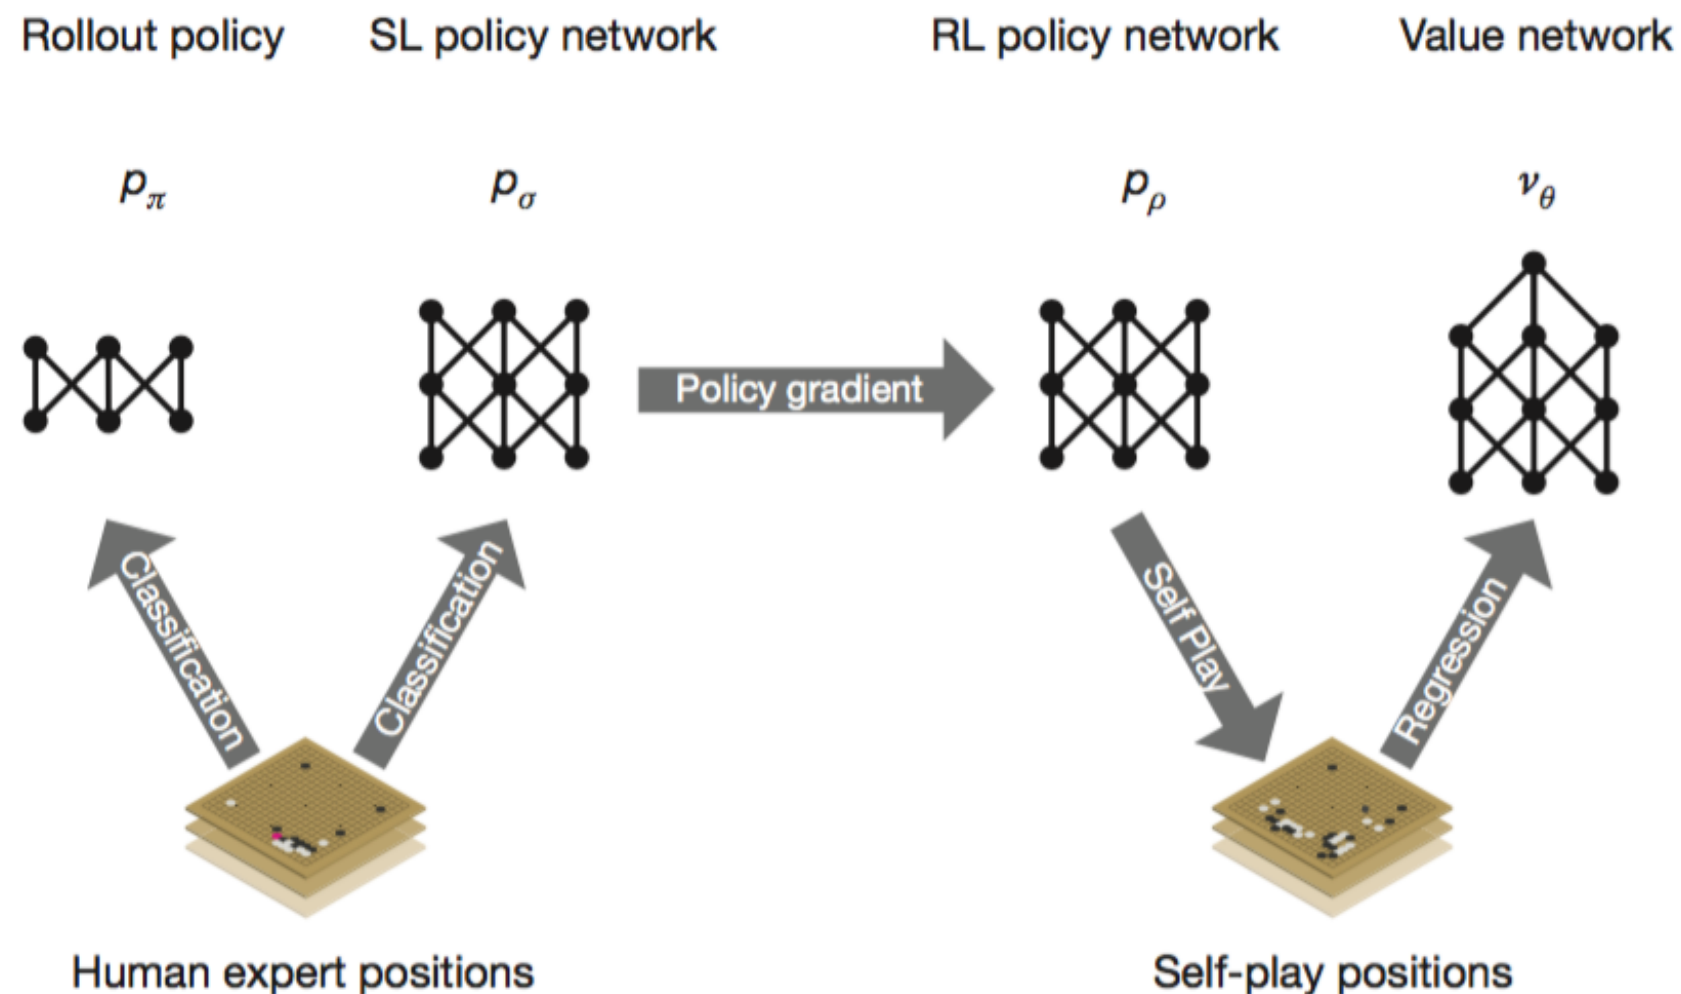 Rollout policy
SL policy network
RL policy network
Value network
pπ
pσ
pρ
νθ
Policy gradient
Classification
Classification
Self Play
Regression
Human expert positions
Self-play positions